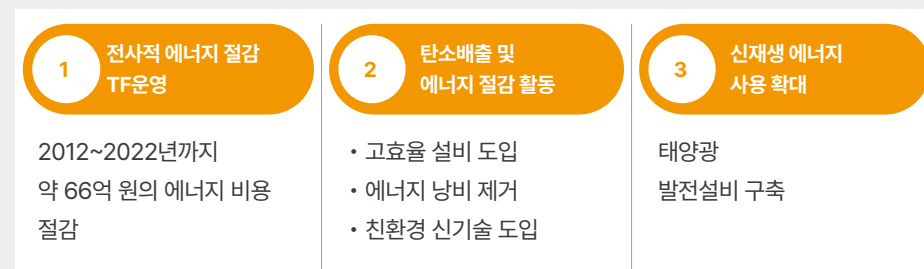 1
전사적 에너지 절감
TF운영
2012~2022년까지
약 66억 원의 에너지 비용
절감
2
탄소배출 및
에너지 절감 활동
• 고효율 설비 도입
• 에너지 낭비 제거
• 친환경 신기술 도입
3
신재생 에너지
사용 확대
태양광
발전설비 구축